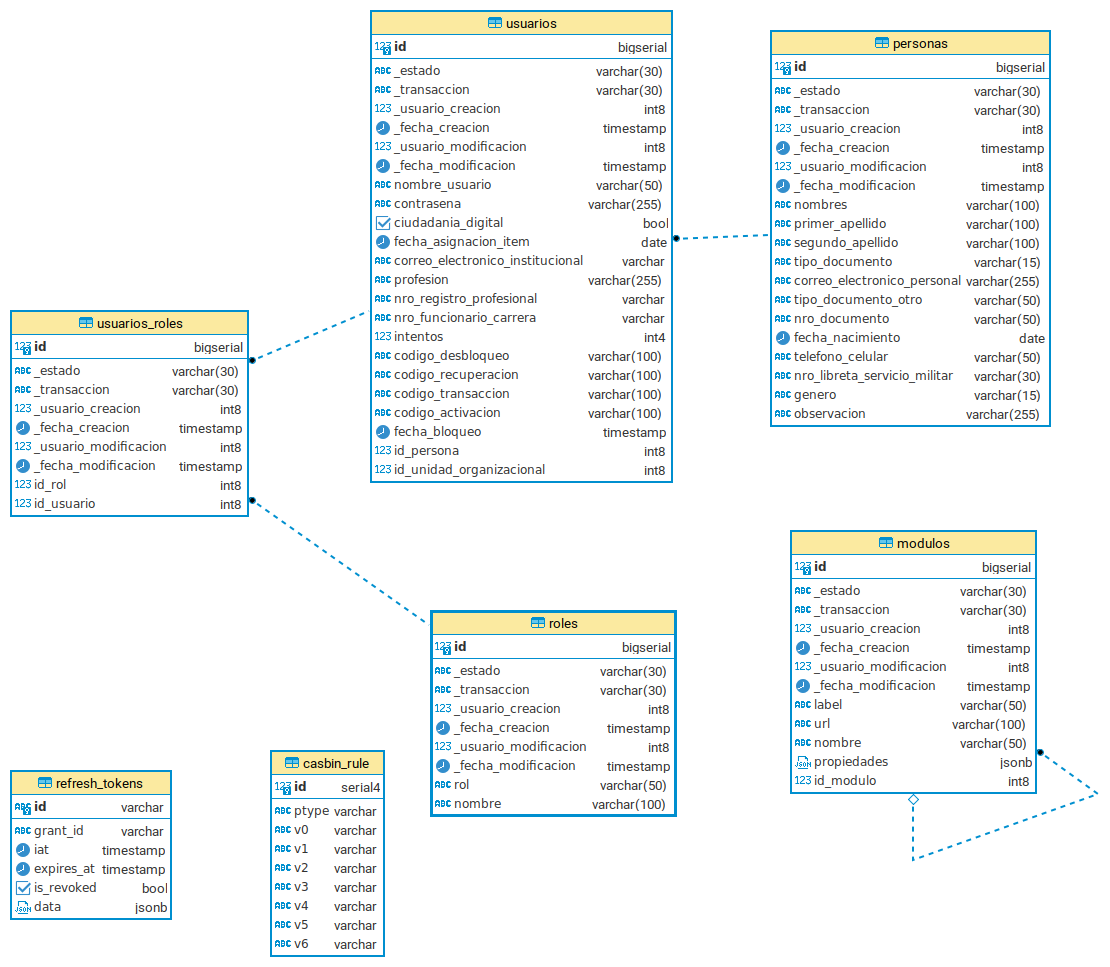 usuarios
id bigserial
_estado varchar(30)
_transaccion varchar(30)
_usuario_creacion int8
_fecha_creacion timestamp
_usuario_modificacion int8
_fecha_modificacion timestamp
nombre_usuario varchar(50)
contrasena varchar(255)
ciudadania_digital bool
fecha_asignacion_item date
correo_electronico_institucional varchar
profesion varchar(255)
nro_registro_profesional varchar
nro_funcionario_carrera varchar
intentos int4
codigo_desbloqueo varchar(100)
codigo_recuperacion varchar(100)
codigo_transaccion varchar(100)
codigo_activacion varchar(100)
fecha_bloqueo timestamp
id_persona int8
id_unidad_organizacional int8
personas
id bigserial
_estado varchar(30)
_transaccion varchar(30)
_usuario_creacion int8
_fecha_creacion timestamp
_usuario_modificacion int8
_fecha_modificacion timestamp
nombres varchar(100)
primer_apellido varchar(100)
segundo_apellido varchar(100)
tipo_documento varchar(15)
correo_electronico_personal varchar(255)
tipo_documento_otro varchar(50)
nro_documento varchar(50)
fecha_nacimiento date
telefono_celular varchar(50)
nro_libreta_servicio_militar varchar(30)
genero varchar(15)
observacion varchar(255)
usuarios_roles
id bigserial
_estado varchar(30)
_transaccion varchar(30)
_usuario_creacion int8
_fecha_creacion timestamp
_usuario_modificacion int8
_fecha_modificacion timestamp
id_rol int8
id_usuario int8
modulos
id bigserial
_estado varchar(30)
_transaccion varchar(30)
_usuario_creacion int8
_fecha_creacion timestamp
_usuario_modificacion int8
_fecha_modificacion timestamp
label varchar(50)
url varchar(100)
nombre varchar(50)
propiedades jsonb
id_modulo int8
roles
id bigserial
_estado varchar(30)
_transaccion varchar(30)
_usuario_creacion int8
_fecha_creacion timestamp
_usuario_modificacion int8
_fecha_modificacion timestamp
rol varchar(50)
nombre varchar(100)
refresh_tokens
id varchar
grant_id varchar
iat timestamp
expires_at timestamp
is_revoked bool
data jsonb
casbin_rule
id serial4
ptype varchar
v0 varchar
v1 varchar
v2 varchar
v3 varchar
v4 varchar
v5 varchar
v6 varchar